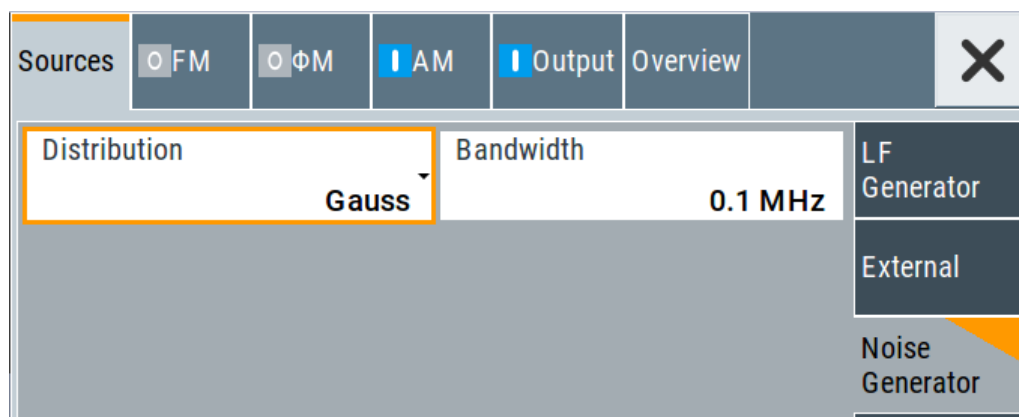 Sources O FM O ΦM I AM I Output Overview
Distribution
Gauss
Bandwidth
0.1 MHz
LF
Generator
External
Noise
Generator